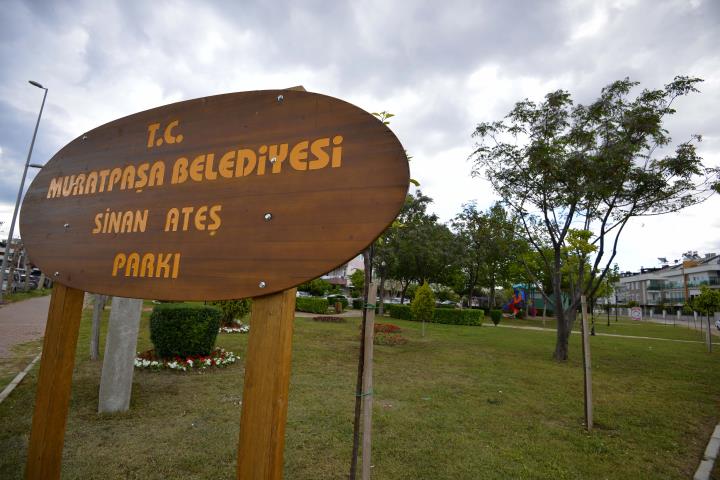 T.C.
MURATPAŞA BELEDİYESİ
SİNAN ATEŞ
PARKI